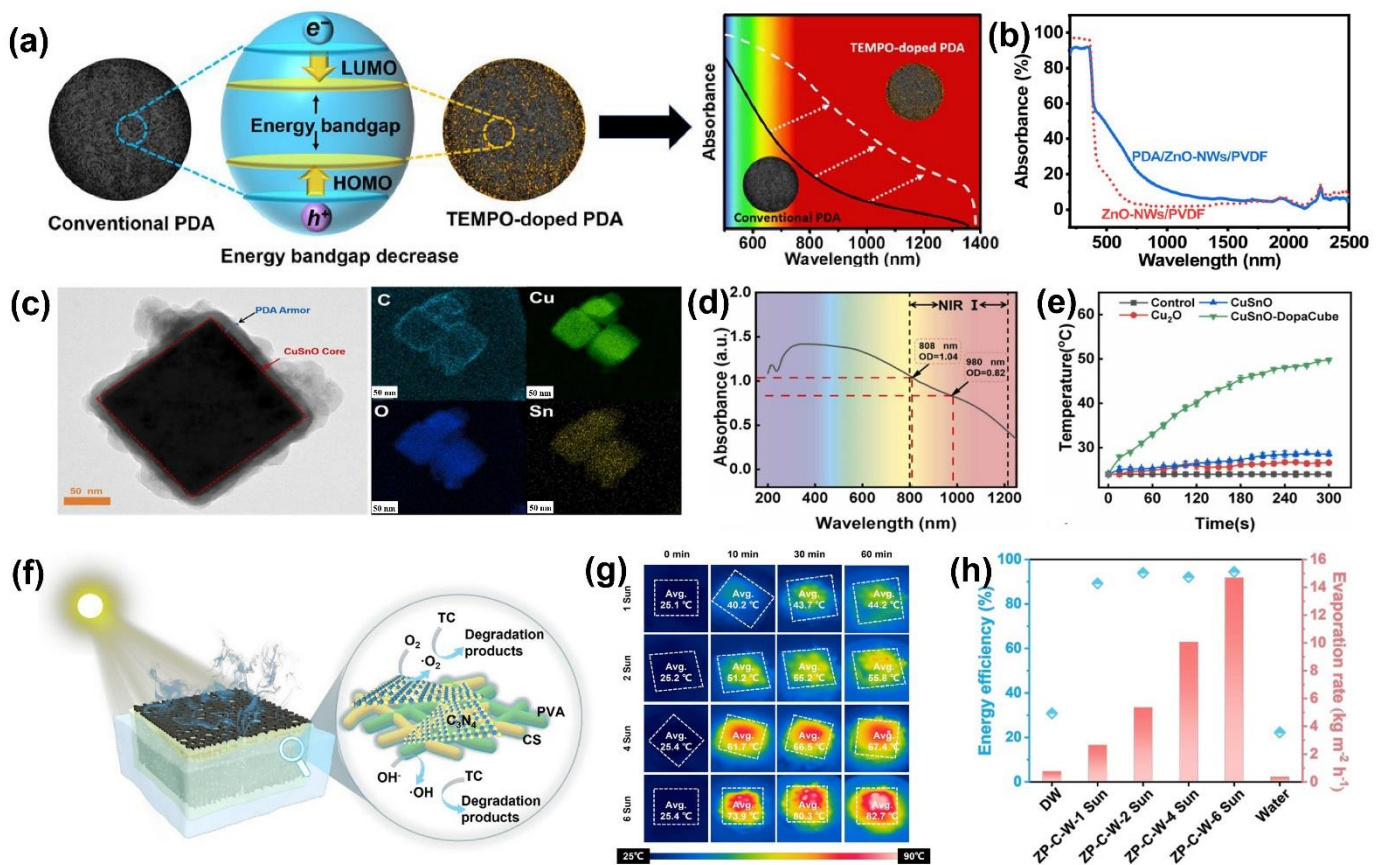 (a)
e⁻
LUMO
Energy bandgap
HOMO
h⁺
Conventional PDA
TEMPO-doped PDA
Energy bandgap decrease
Absorbance
TEMPO-doped PDA
Conventional PDA
600 800 1000 1200 1400
Wavelength (nm)
(b)
Absorbance (%)
100
80
60
40
20
0
PDA/ZnO-NWs/PVDF
ZnO-NWs/PVDF
500 1000 1500 2000 2500
Wavelength (nm)
(c)
PDA Armor
CuSnO Core
50 nm
C
50 nm
Cu
50 nm
O
50 nm
Sn
50 nm
(d)
Absorbance (a.u.)
2.0
1.5
1.0
0.5
0.0
NIR I
808 nm
OD=1.04
980 nm
OD=0.82
200 400 600 800 1000 1200
Wavelength (nm)
(e)
Temperature(°C)
60
50
40
30
Control
Cu₂O
CuSnO
CuSnO-DopaCube
0 60 120 180 240 300
Time(s)
(f)
O₂
·O₂
TC
Degradation
products
C₃N₄
PVA
CS
OH⁻
·OH
TC
Degradation
products
(g)
0 min 10 min 30 min 60 min
1 Sun
Avg.
25.1 ℃
Avg.
40.2 ℃
Avg.
43.7 ℃
Avg.
44.2 ℃
2 Sun
Avg.
25.2 ℃
Avg.
51.2 ℃
Avg.
55.2 ℃
Avg.
55.8 ℃
4 Sun
Avg.
25.4 ℃
Avg.
61.7 ℃
Avg.
66.5 ℃
Avg.
67.4 ℃
6 Sun
Avg.
25.4 ℃
Avg.
73.9 ℃
Avg.
80.3 ℃
Avg.
82.7 ℃
25℃
90℃
(h)
Energy efficiency (%)
100
80
60
40
20
0
Evaporation rate (kg m⁻² h⁻¹)
16
14
12
10
8
6
4
2
0
DW
ZP-C-W-1 Sun
ZP-C-W-2 Sun
ZP-C-W-4 Sun
ZP-C-W-6 Sun
Water